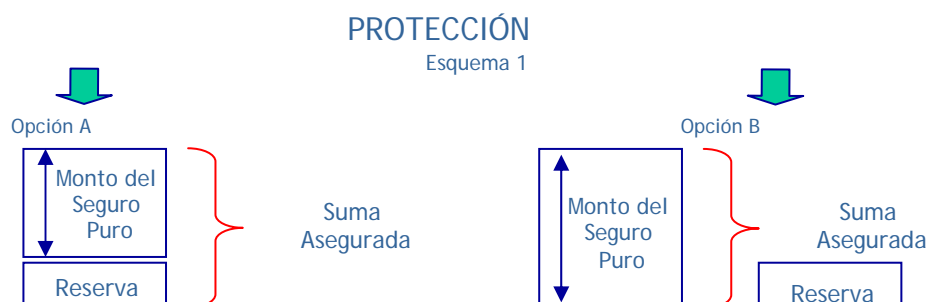 PROTECCIÓN
Esquema 1
Opción A
Monto del
Seguro
Puro
Reserva
Suma
Asegurada
Opción B
Monto del
Seguro
Puro
Suma
Asegurada
Reserva